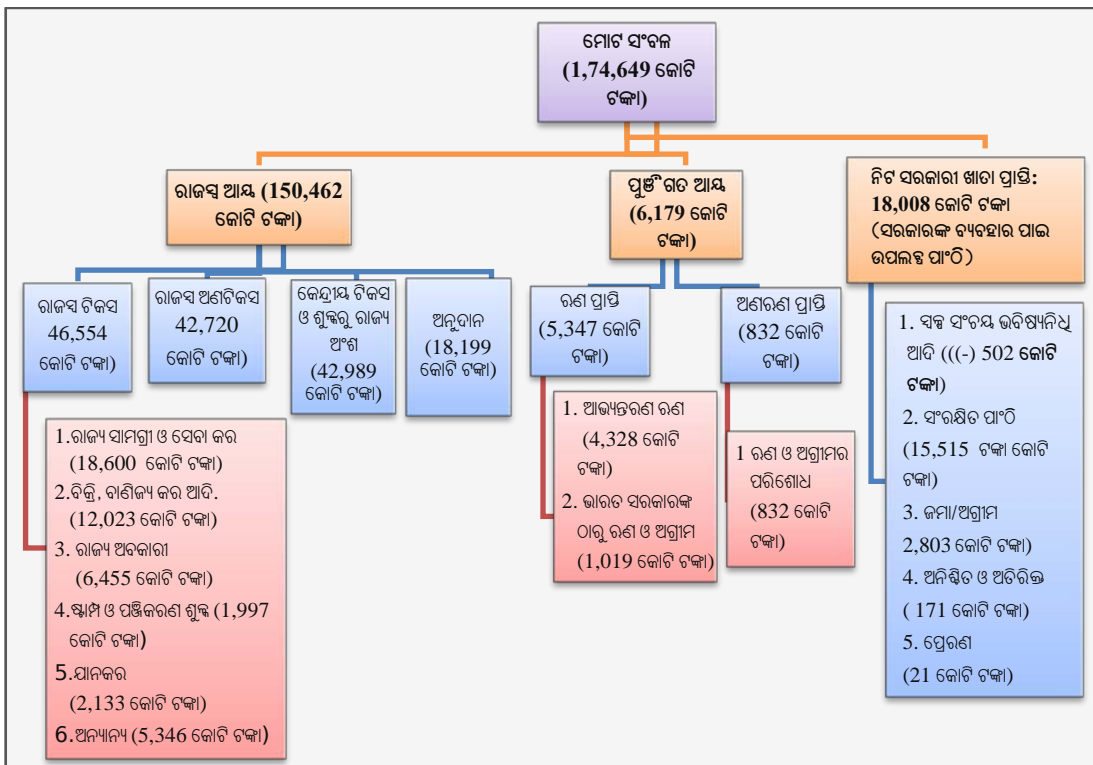 ମୋଟ ସଂବଳ
(1,74,649 କୋଟି
ଟଙ୍କା)
ରାଜସ୍ୱ ଆୟ (150,462
କୋଟି ଟଙ୍କା)
ପୁଞ୍ଜିଗତ ଆୟ
(6,179 କୋଟି
ଟଙ୍କା)
ନିଟ ସରକାରୀ ଖାତା ପ୍ରାପ୍ତି:
18,008 କୋଟି ଟଙ୍କା
(ସରକାରଙ୍କ ବ୍ୟବହାର ପାଇ
ଉପଲବ୍ଧ ପାଂଠି)
ରାଜସ୍ୱ ଟିକସ
46,554
କୋଟି ଟଙ୍କା)
ରାଜସ୍ୱ ଅଣଟିକସ
42,720
କୋଟି ଟଙ୍କା)
କେନ୍ଦ୍ରୀୟ ଟିକସ
ଓ ଶୁଳ୍କରୁ ରାଜ୍ୟ
ଅଂଶ
(42,989
କୋଟି ଟଙ୍କା)
ଅନୁଦାନ
(18,199
କୋଟି ଟଙ୍କା)
ଋଣ ପ୍ରାପ୍ତି
(5,347 କୋଟି
ଟଙ୍କା)
ଅଣଋଣ ପ୍ରାପ୍ତି
(832 କୋଟି
ଟଙ୍କା)
1.ରାଜ୍ୟ ସାମଗ୍ରୀ ଓ ସେବା କର
(18,600 କୋଟି ଟଙ୍କା)
2.ବିକ୍ରି, ବାଣିଜ୍ୟ କର ଆଦି.
(12,023 କୋଟି ଟଙ୍କା)
3. ରାଜ୍ୟ ଅବକାରୀ
(6,455 କୋଟି ଟଙ୍କା)
4.ଷ୍ଟାମ୍ପ ଓ ପଞ୍ଜିକରଣ ଶୁଳ୍କ (1,997
କୋଟି ଟଙ୍କା)
5.ଯାନକର
(2,133 କୋଟି ଟଙ୍କା)
6.ଅନ୍ୟାନ୍ୟ (5,346 କୋଟି ଟଙ୍କା)
1. ଆଭ୍ୟନ୍ତରଣ ଋଣ
(4,328 କୋଟି
ଟଙ୍କା)
2. ଭାରତ ସରକାରଙ୍କ
ଠାରୁ ଋଣ ଓ ଅଗ୍ରୀମ
(1,019 କୋଟି ଟଙ୍କା)
1 ଋଣ ଓ ଅଗ୍ରୀମର
ପରିଶୋଧ
(832 କୋଟି
ଟଙ୍କା)
1. ସ୍ୱଳ୍ପ ସଂଚୟ ଭବିଷ୍ୟନିଧି
ଆଦି (((-) 502 କୋଟି
ଟଙ୍କା)
2. ସଂରକ୍ଷିତ ପାଂଠି
(15,515 ଟଙ୍କା କୋଟି
ଟଙ୍କା)
3. ଜମା/ଅଗ୍ରୀମ
2,803 କୋଟି ଟଙ୍କା)
4. ଅନିଶ୍ଚିତ ଓ ଅତିରିକ୍ତ
( 171 କୋଟି ଟଙ୍କା)
5. ପ୍ରେରଣ
(21 କୋଟି ଟଙ୍କା)